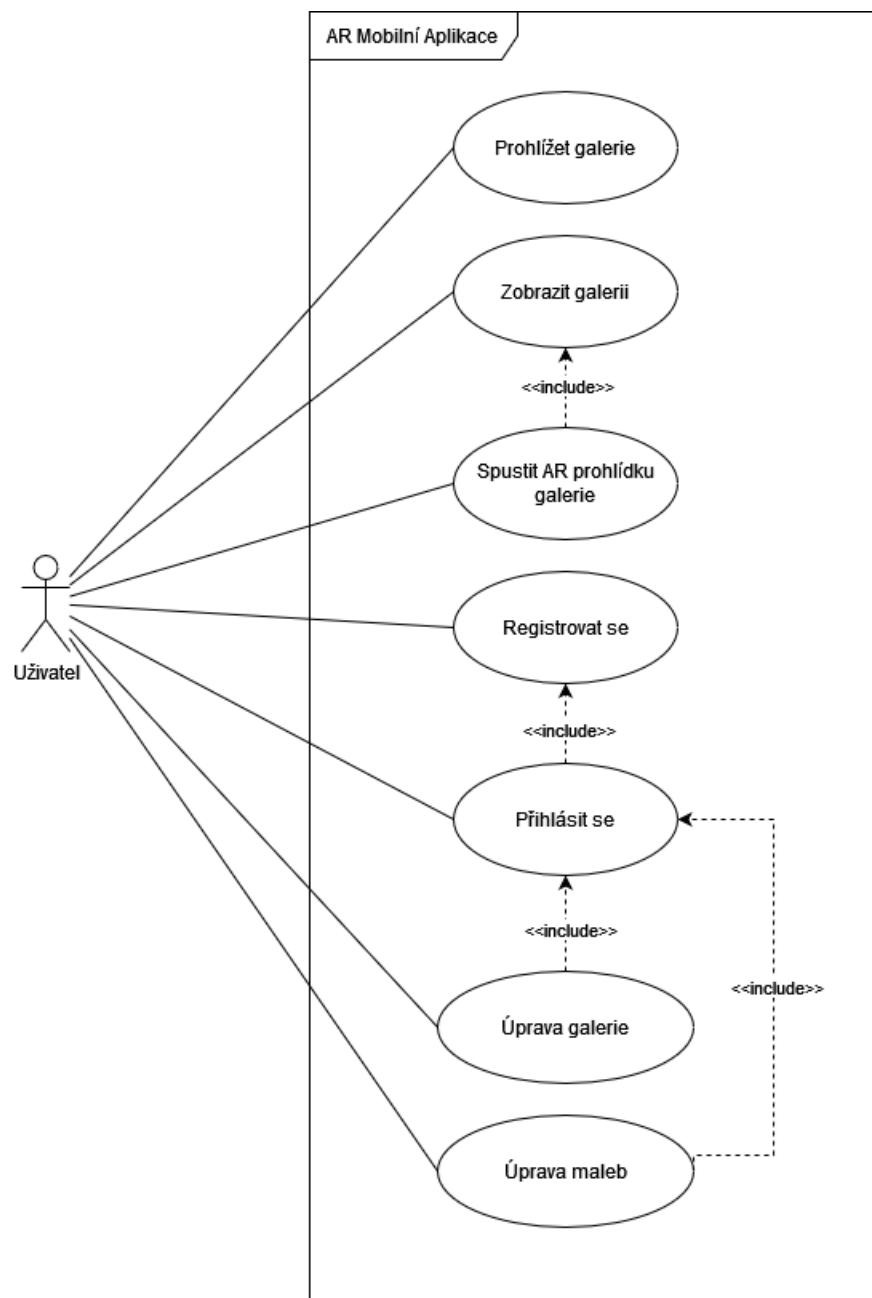 AR Mobilní Aplikace
Prohlížet galerie
Zobrazit galerii
<<include>>
Spustit AR prohlídku
galerie
Registrovat se
Uživatel
<<include>>
Přihlásit se
<<include>>
<<include>>
Úprava galerie
Úprava maleb